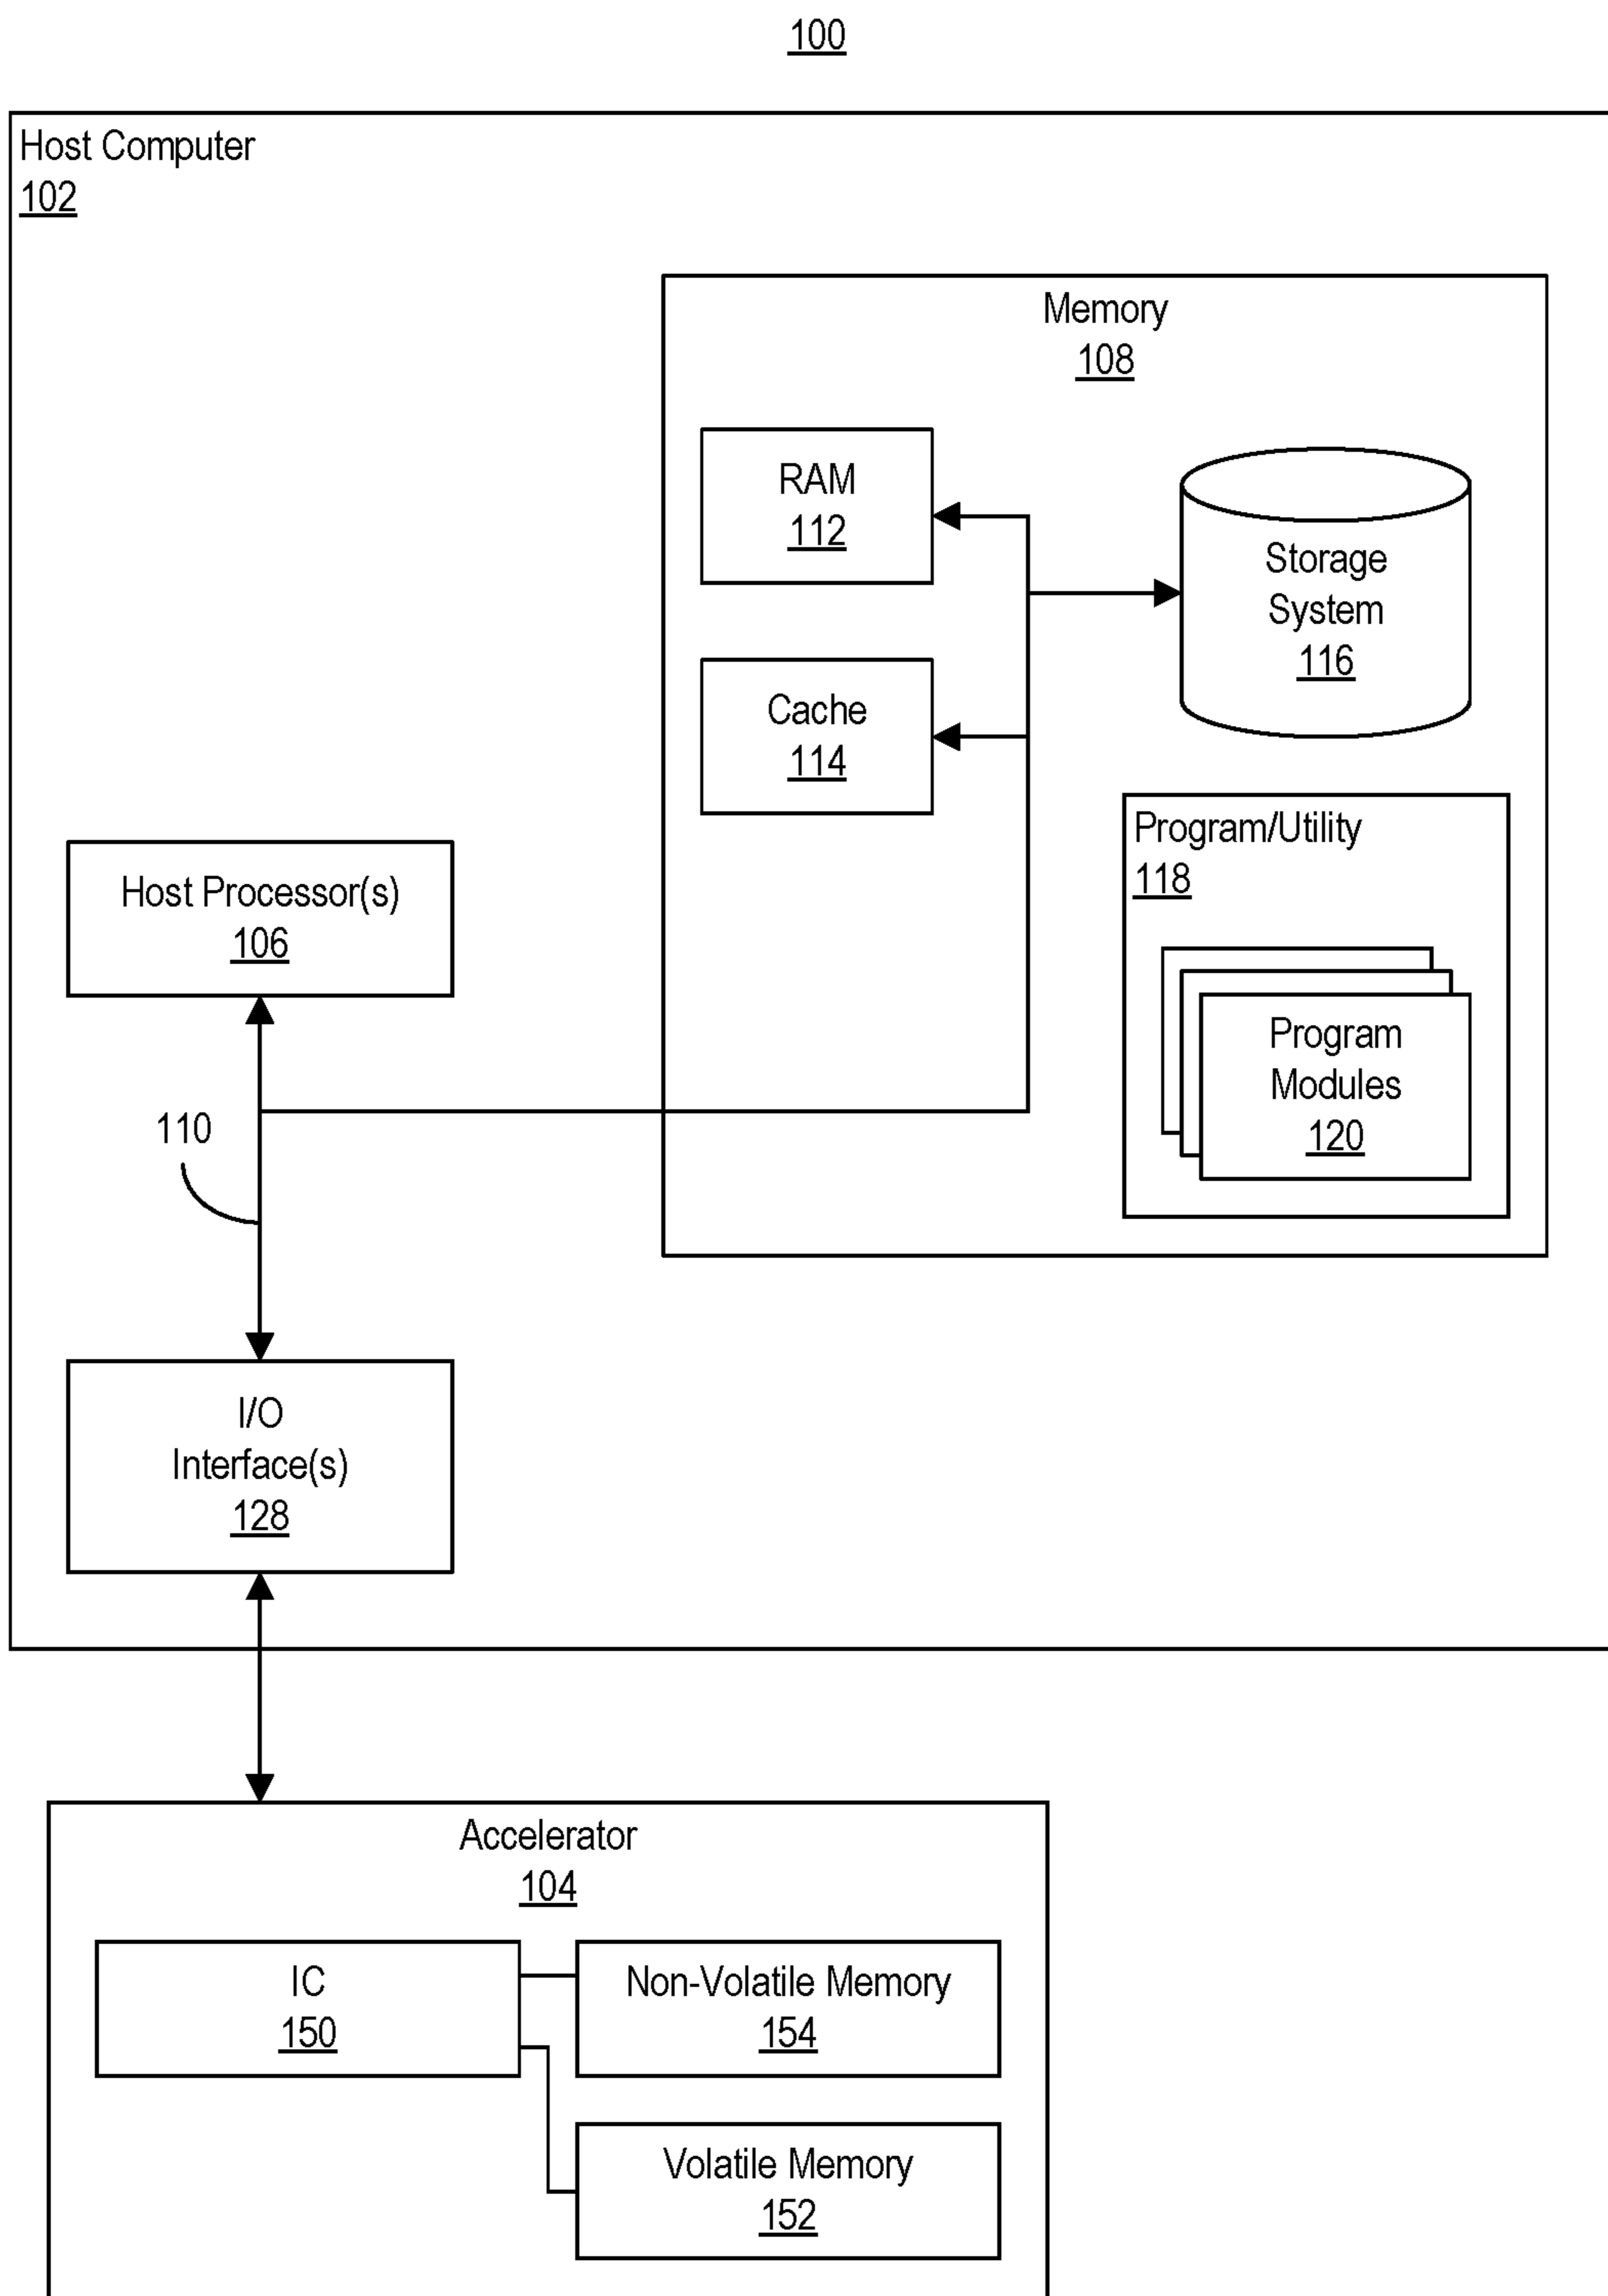 100
Host Computer
102
Memory
108
RAM
112
Storage
System
116
Cache
114
Program/Utility
118
Host Processor(s)
106
Program
Modules
120
110
I/O
Interface(s)
128
Accelerator
104
IC
150
Non-Volatile Memory
154
Volatile Memory
152